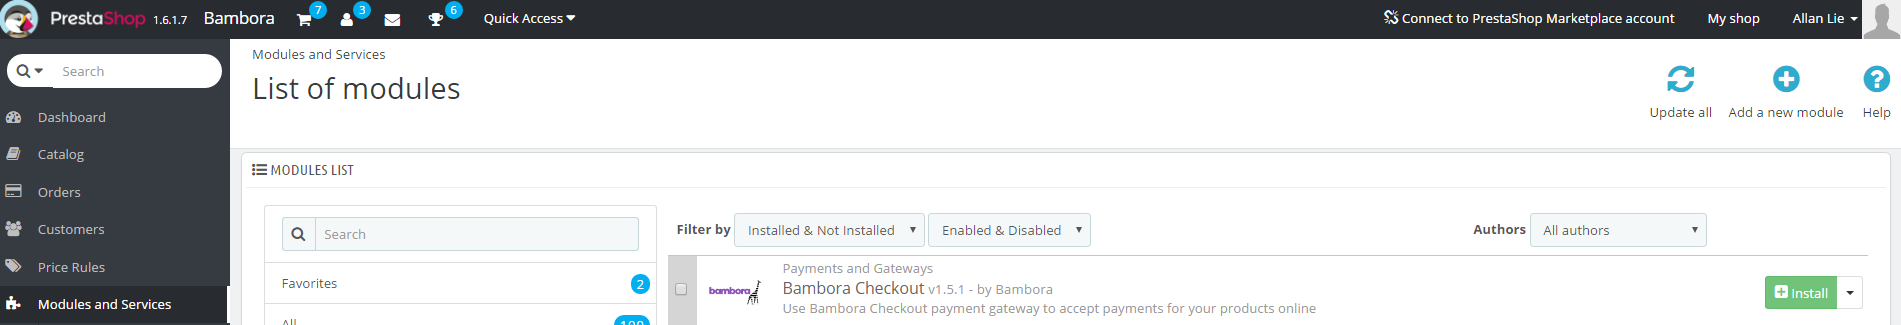 PrestaShop 1.6.1.7 Bambora 7 3 6 Quick Access Connect to PrestaShop Marketplace account My shop Allan Lie
Search
Dashboard
Catalog
Orders
Customers
Price Rules
Modules and Services
Modules and Services
List of modules
Update all Add a new module Help
MODULES LIST
Search
Favorites 2
Filter by Installed & Not Installed Enabled & Disabled Authors All authors
Payments and Gateways
bambora Bambora Checkout v1.5.1 - by Bambora
Use Bambora Checkout payment gateway to accept payments for your products online
Install